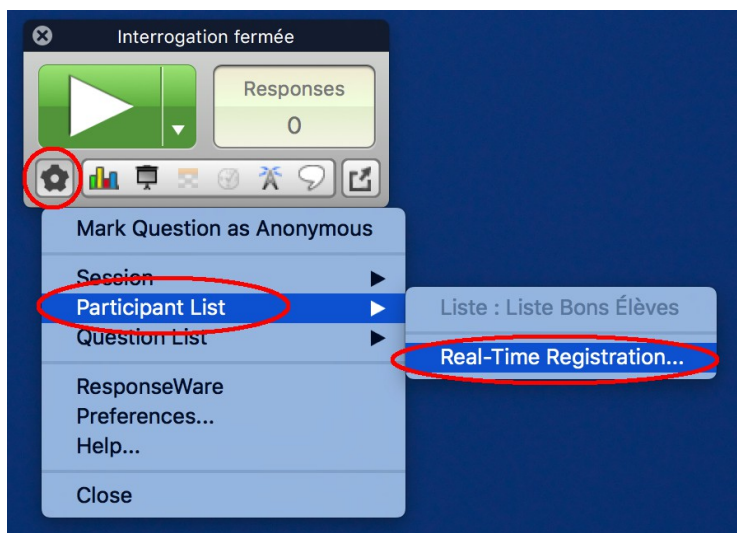 Interrogation fermée
Responses
0
Mark Question as Anonymous
Session
Participant List
Liste : Liste Bons Élèves
Question List
Real-Time Registration...
ResponseWare
Preferences...
Help...
Close